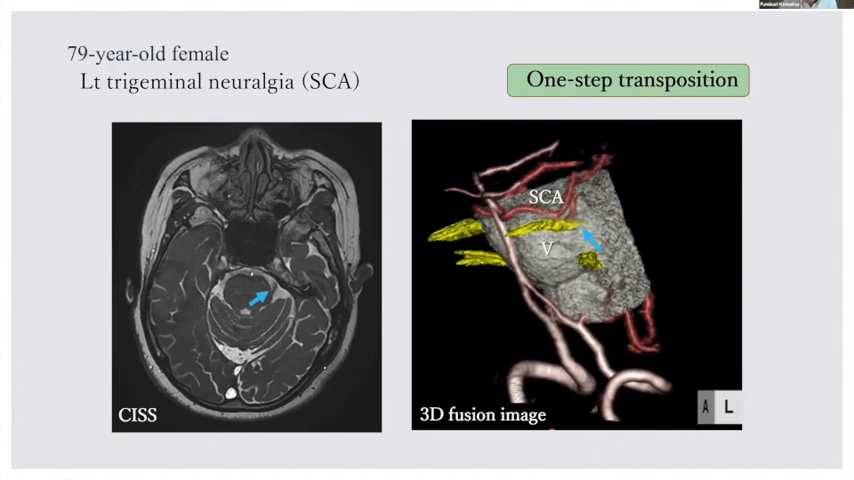 79-year-old female
Lt trigeminal neuralgia (SCA)
One-step transposition
SCA
V
CISS
3D fusion image
A L